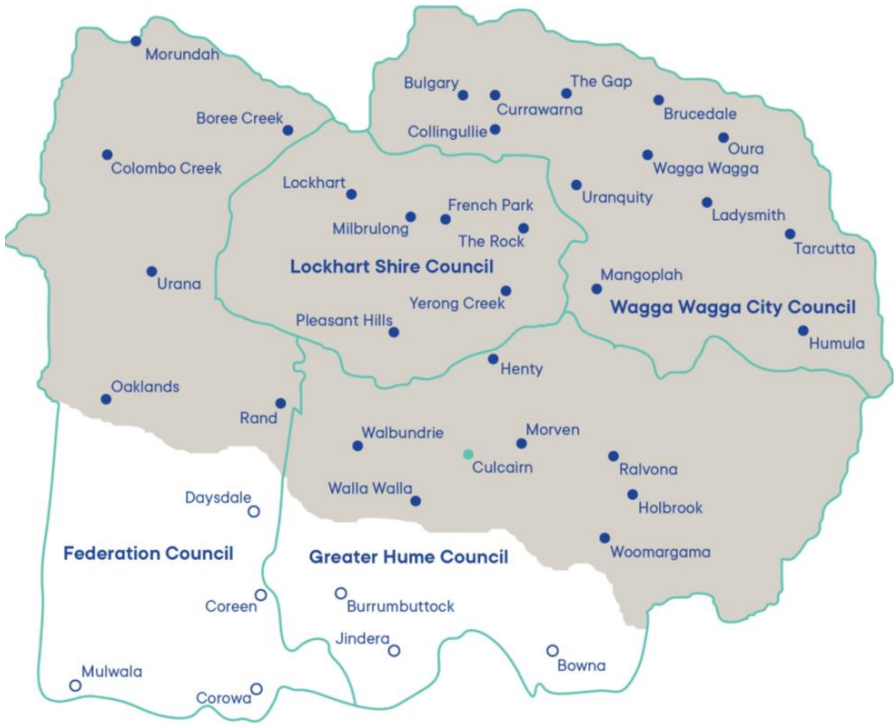 Morundah
Bulgary
The Gap
Currawarna
Brucedale
Boree Creek
Collingullie
Oura
Colombo Creek
Wagga Wagga
Lockhart
Uranquity
French Park
Ladysmith
Milbrulong
The Rock
Tarcutta
Lockhart Shire Council
Urana
Mangoplah
Yerong Creek
Wagga Wagga City Council
Pleasant Hills
Humula
Henty
Oaklands
Rand
Walbundrie
Morven
Culcairn
Ralvona
Walla Walla
Daysdale
Holbrook
Federation Council
Greater Hume Council
Woomargama
Coreen
Burrumbuttock
Jindera
Bowna
Mulwala
Corowa